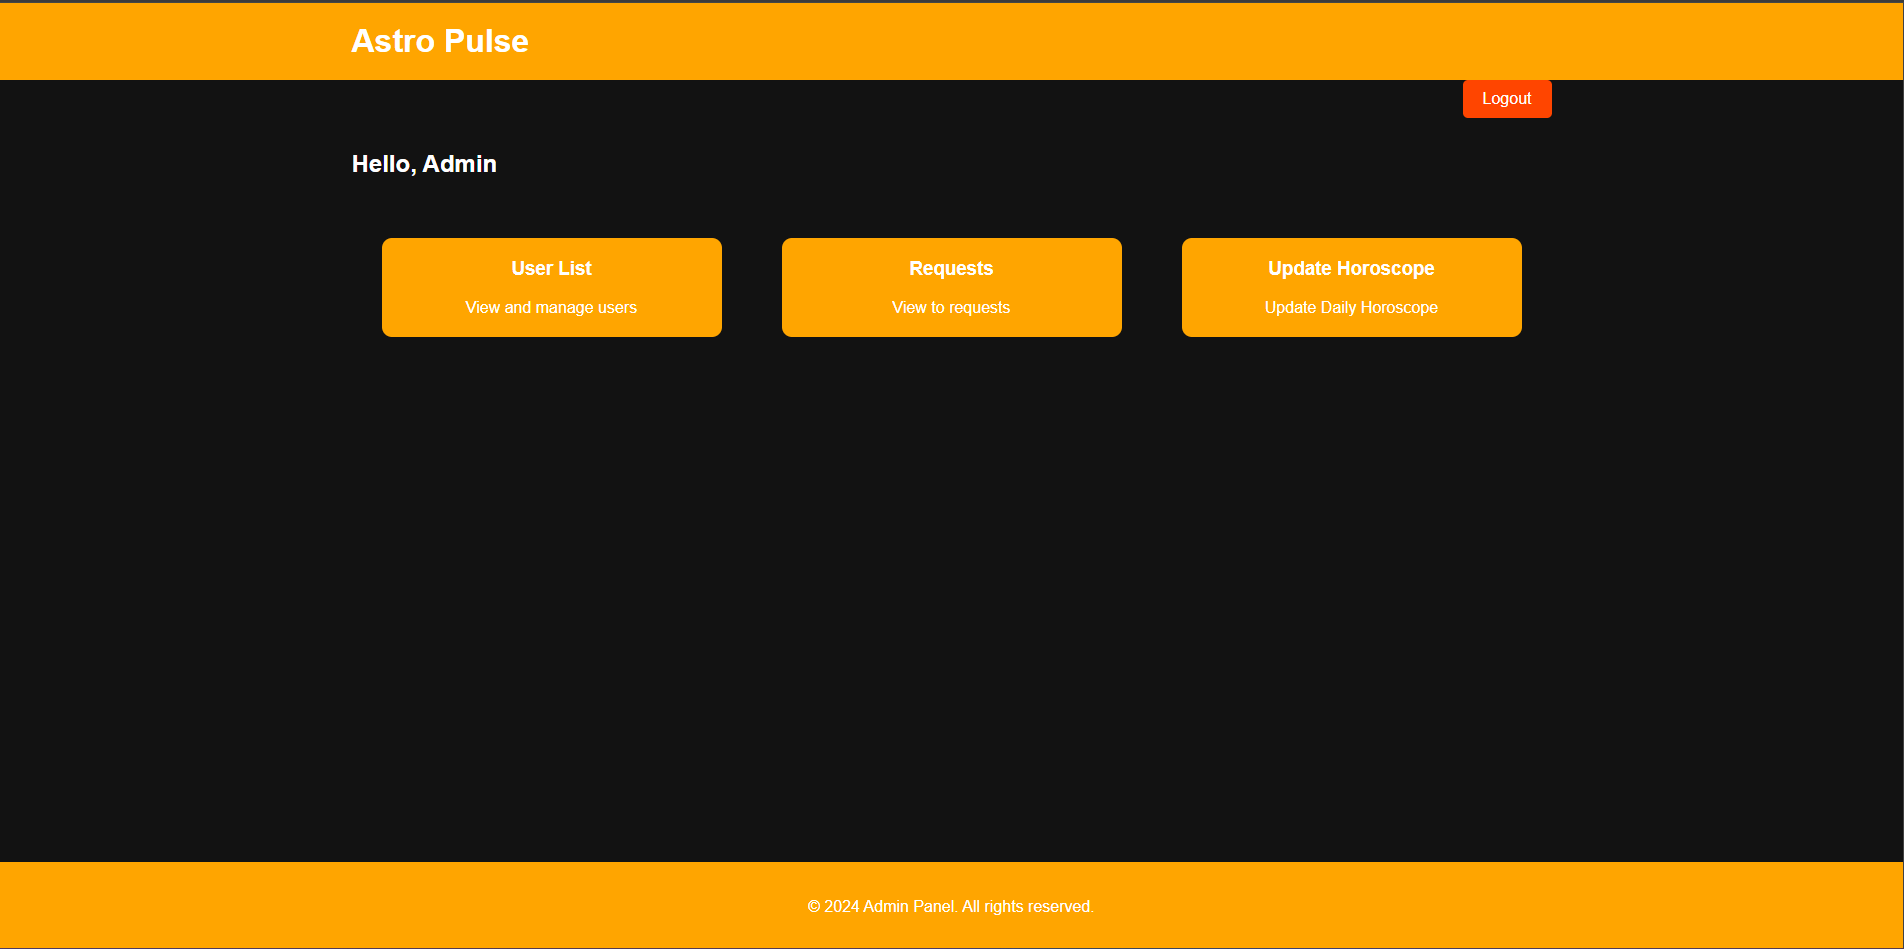 Astro Pulse
Logout
Hello, Admin
User List
View and manage users
Requests
View to requests
Update Horoscope
Update Daily Horoscope
© 2024 Admin Panel. All rights reserved.